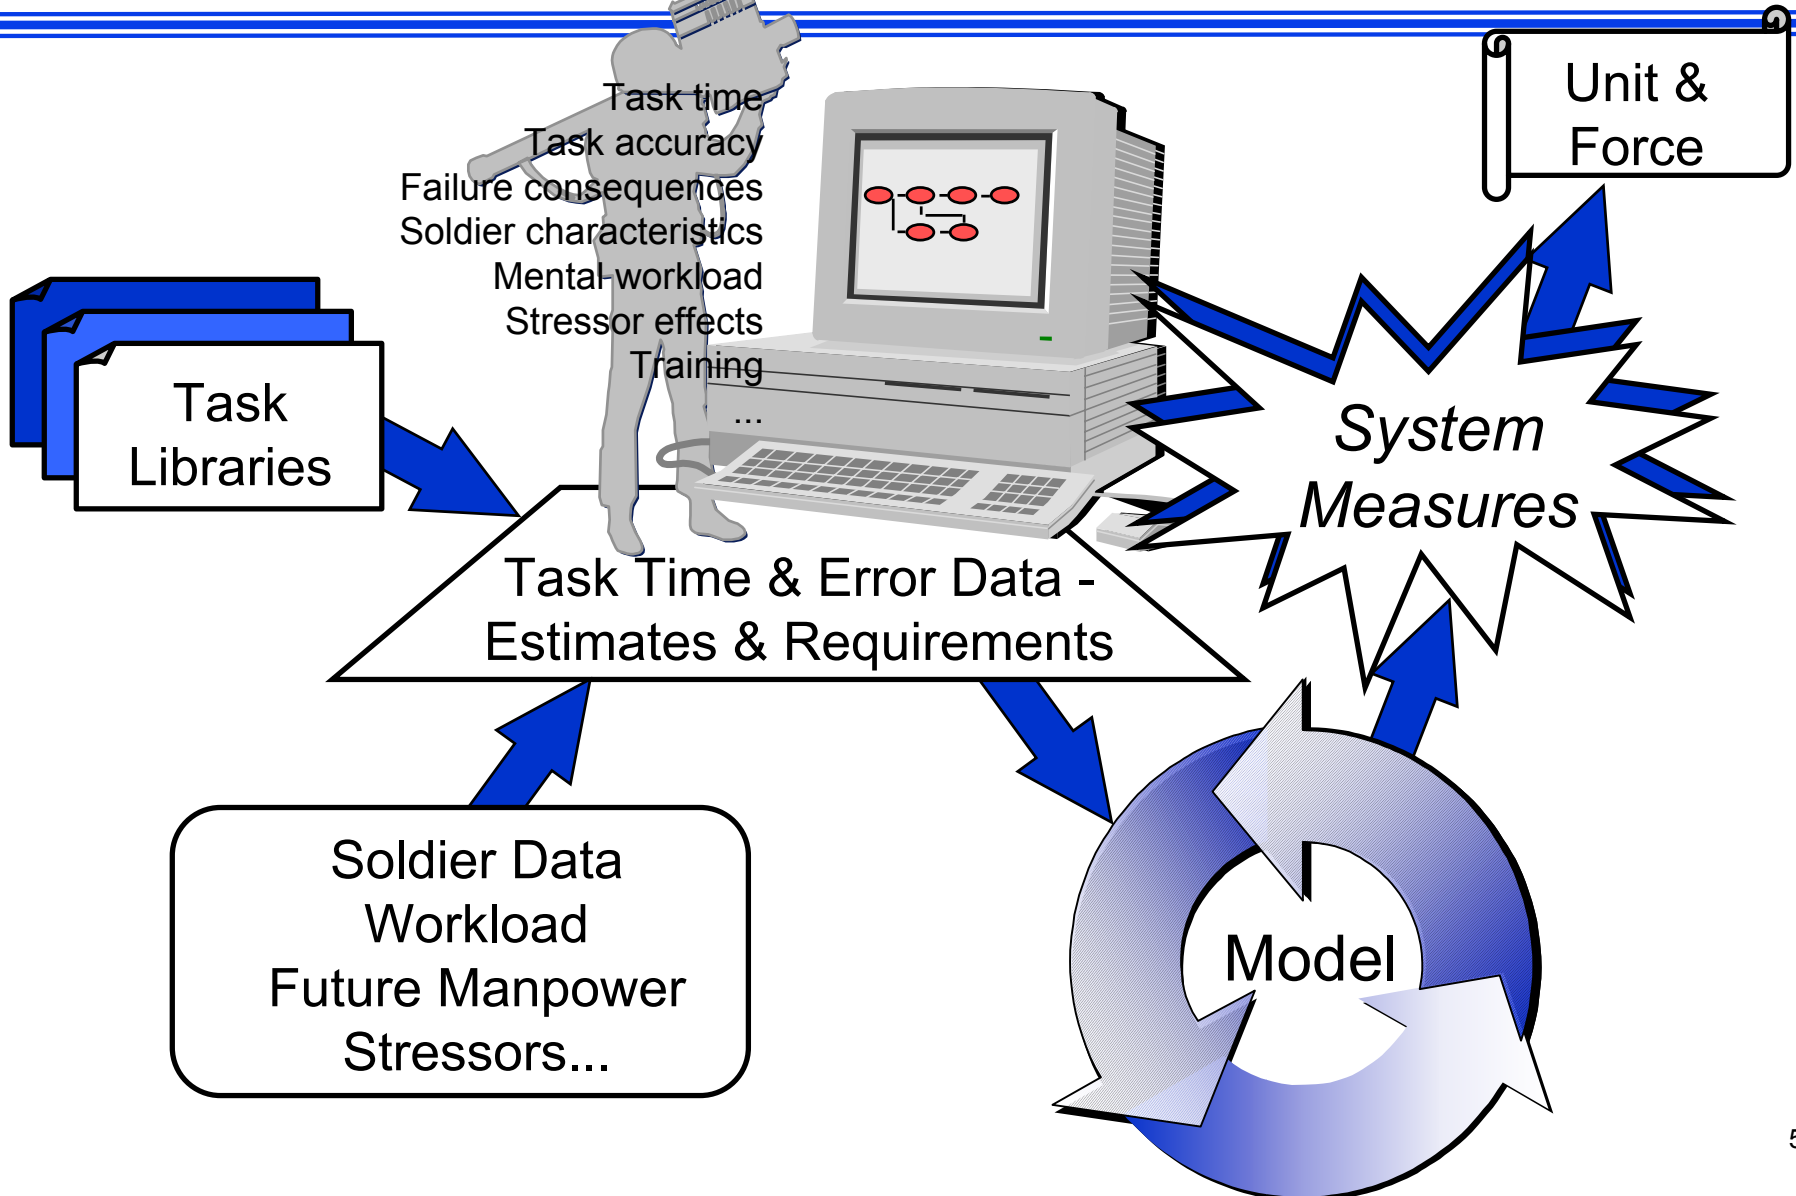 Task time
Task accuracy
Failure consequences
Soldier characteristics
Mental workload
Stressor effects
Training
...
Unit &
Force
Task
Libraries
System
Measures
Task Time & Error Data -
Estimates & Requirements
Soldier Data
Workload
Future Manpower
Stressors...
Model
5